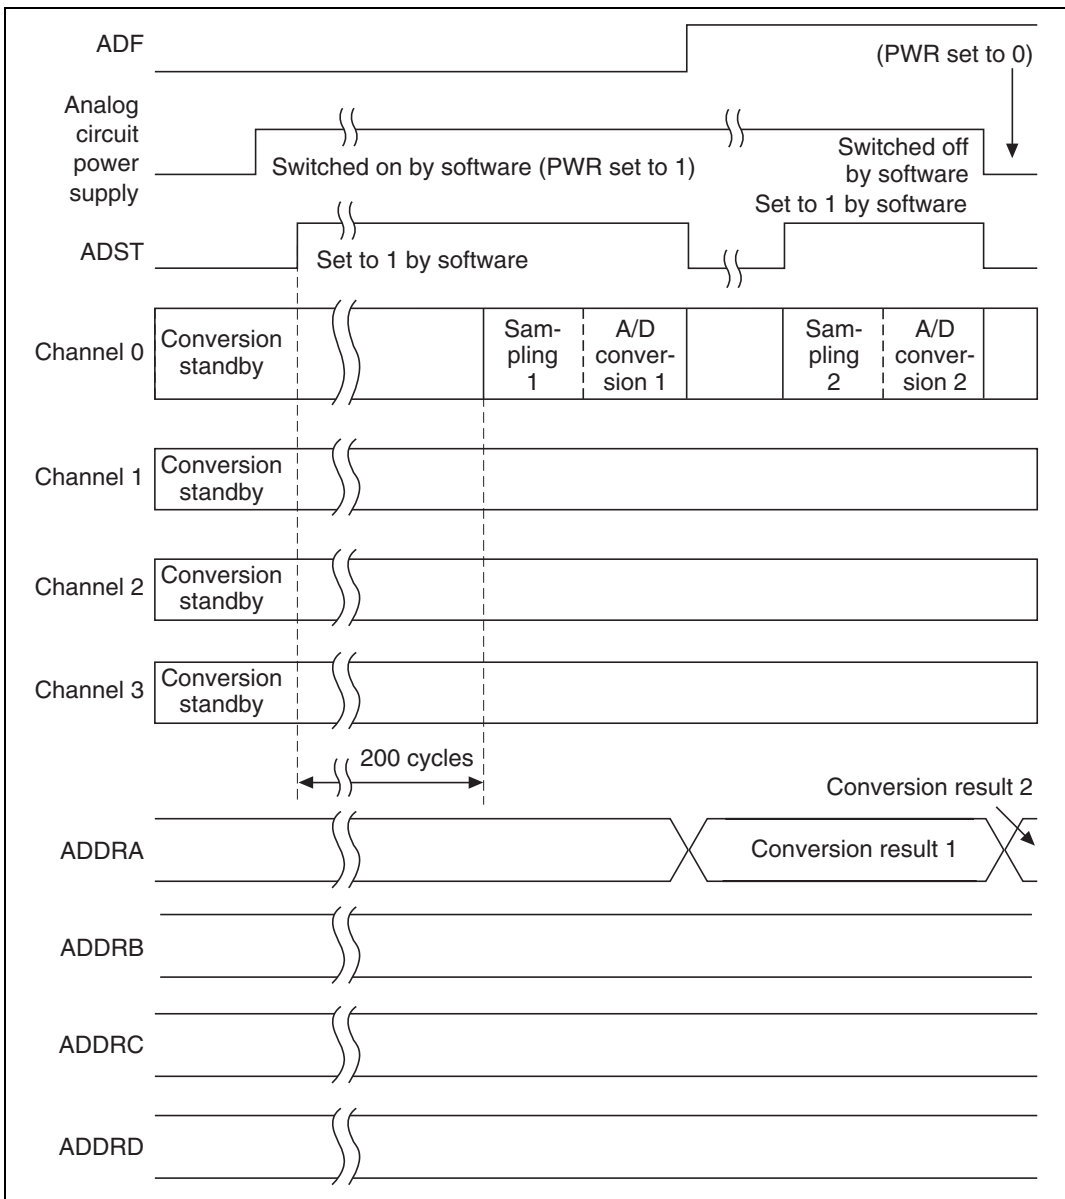 ADF
(PWR set to 0)
Analog
circuit
power
supply
Switched on by software (PWR set to 1)
Switched off
by software
Set to 1 by software
ADST
Set to 1 by software
Channel 0
Conversion
standby
Sam-
pling
1
A/D
conver-
sion 1
Sam-
pling
2
A/D
conver-
sion 2
Channel 1
Conversion
standby
Channel 2
Conversion
standby
Channel 3
Conversion
standby
200 cycles
Conversion result 2
ADDRA
Conversion result 1
ADDRB
ADDRC
ADDRD